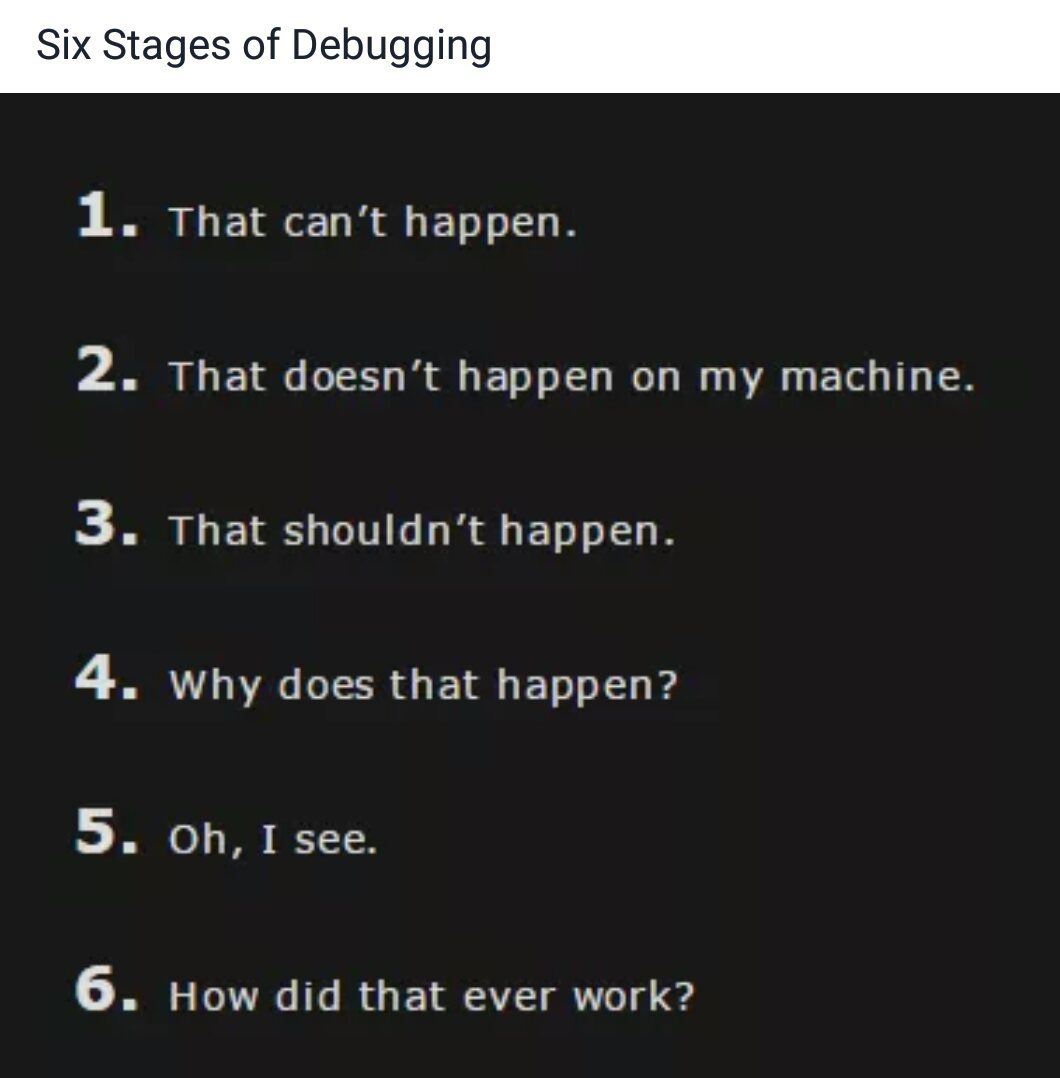 Six Stages of Debugging
1. That can’t happen.
2. That doesn’t happen on my machine.
3. That shouldn’t happen.
4. Why does that happen?
5. Oh, I see.
6. How did that ever work?